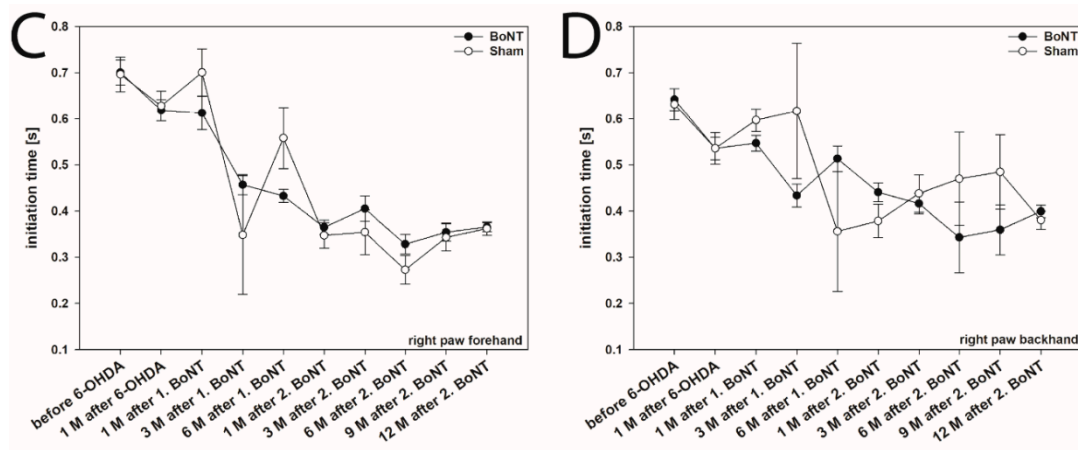 C
0.8
0.7
0.6
0.5
0.4
0.3
0.2
0.1
initiation time [s]
BoNT
Sham
right paw forehand
before 6-OHDA
1 M after 6-OHDA
1 M after 1. BoNT
3 M after 1. BoNT
6 M after 1. BoNT
1 M after 2. BoNT
3 M after 2. BoNT
6 M after 2. BoNT
9 M after 2. BoNT
12 M after 2. BoNT
D
0.8
0.7
0.6
0.5
0.4
0.3
0.2
0.1
initiation time [s]
BoNT
Sham
right paw backhand
before 6-OHDA
1 M after 6-OHDA
1 M after 1. BoNT
3 M after 1. BoNT
6 M after 1. BoNT
1 M after 2. BoNT
3 M after 2. BoNT
6 M after 2. BoNT
9 M after 2. BoNT
12 M after 2. BoNT